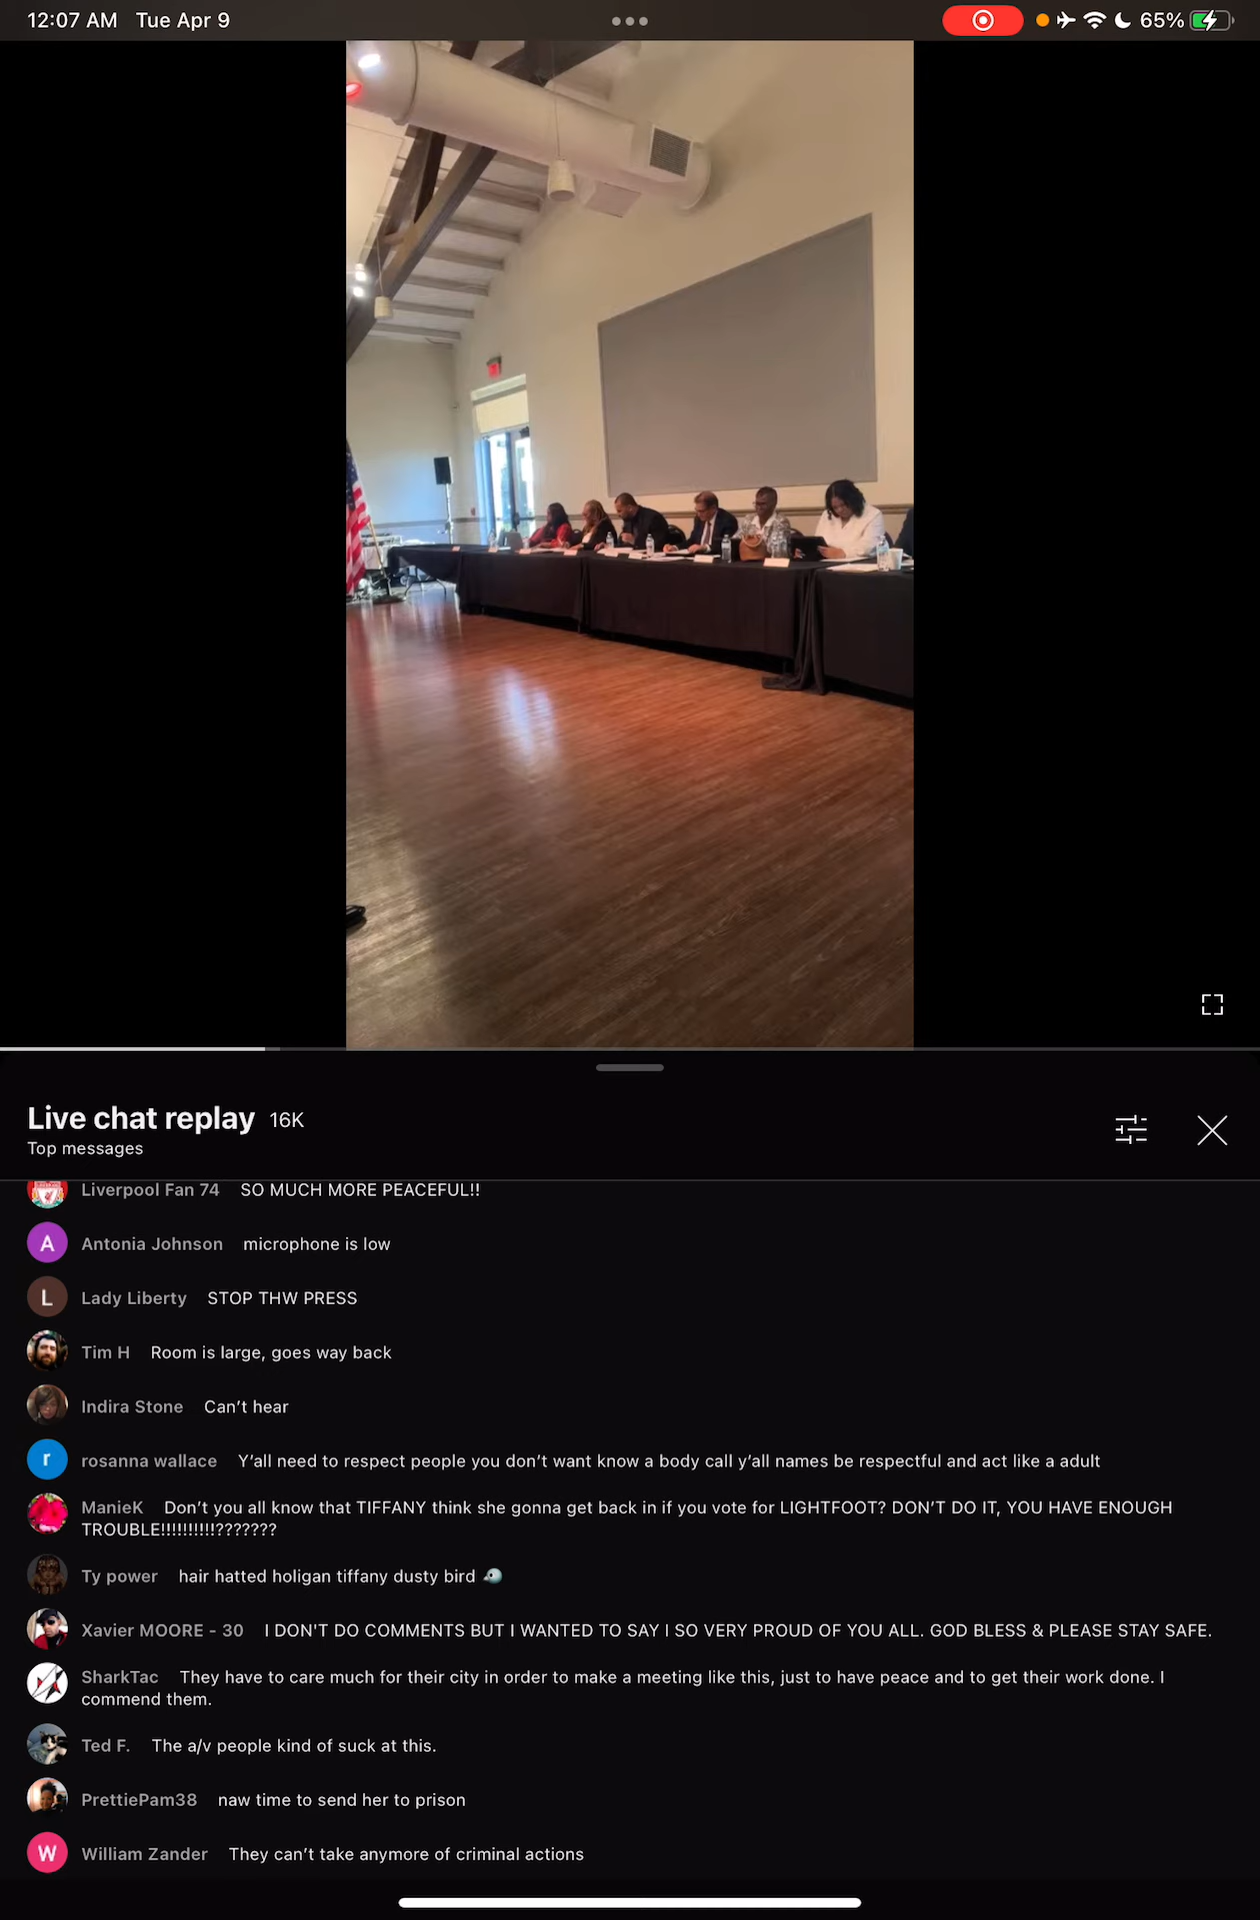 12:07 AM Tue Apr 9
65%
Live chat replay 16K
Top messages
Liverpool Fan 74 SO MUCH MORE PEACEFUL!!
A Antonia Johnson microphone is low
L Lady Liberty STOP THW PRESS
Tim H Room is large, goes way back
Indira Stone Can’t hear
r rosanna wallace Y’all need to respect people you don’t want know a body call y’all names be respectful and act like a adult
ManieK Don’t you all know that TIFFANY think she gonna get back in if you vote for LIGHTFOOT? DON’T DO IT, YOU HAVE ENOUGH
TROUBLE!!!!!!!!!!???????
Ty power hair hatted holigan tiffany dusty bird
Xavier MOORE - 30 I DON'T DO COMMENTS BUT I WANTED TO SAY I SO VERY PROUD OF YOU ALL. GOD BLESS & PLEASE STAY SAFE.
SharkTac They have to care much for their city in order to make a meeting like this, just to have peace and to get their work done. I
commend them.
Ted F. The a/v people kind of suck at this.
PrettiePam38 naw time to send her to prison
W William Zander They can’t take anymore of criminal actions